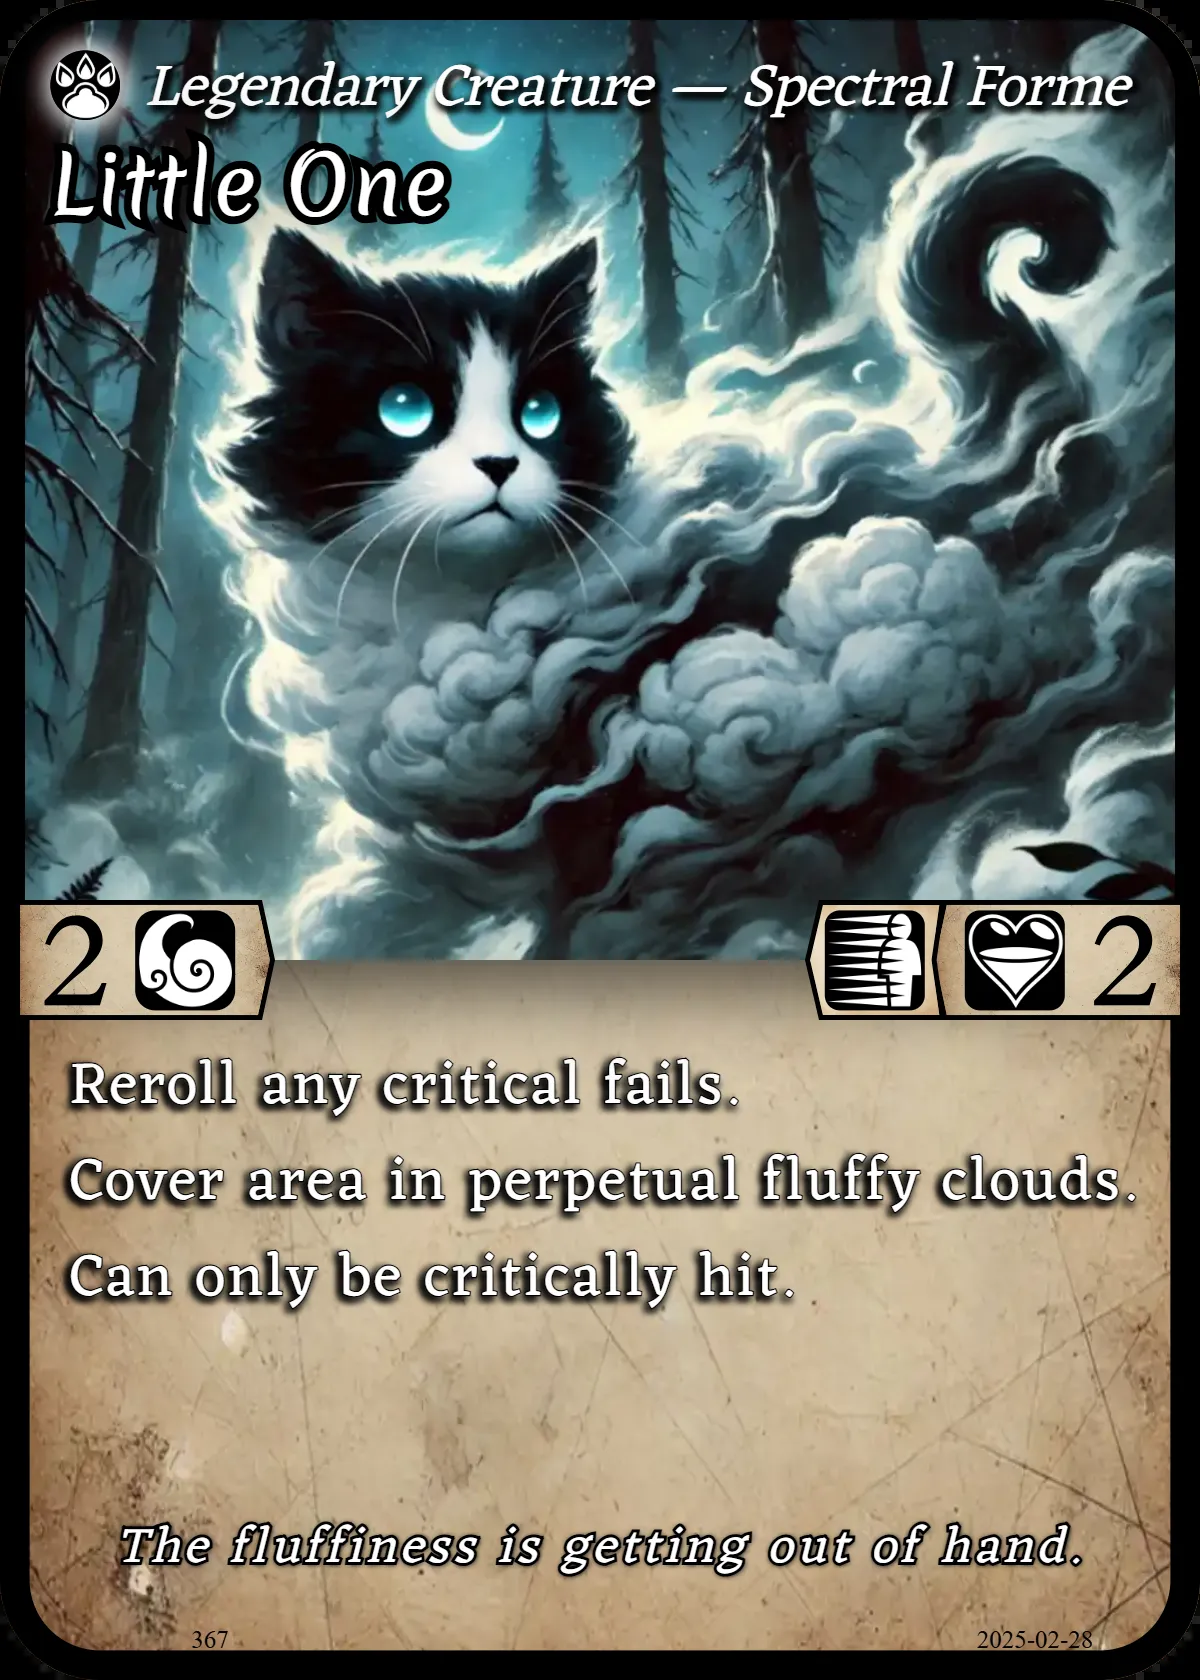 Legendary Creature — Spectral Forme
Little One
2 2
Reroll any critical fails.
Cover area in perpetual fluffy clouds.
Can only be critically hit.
The fluffiness is getting out of hand.
367 2025-02-28